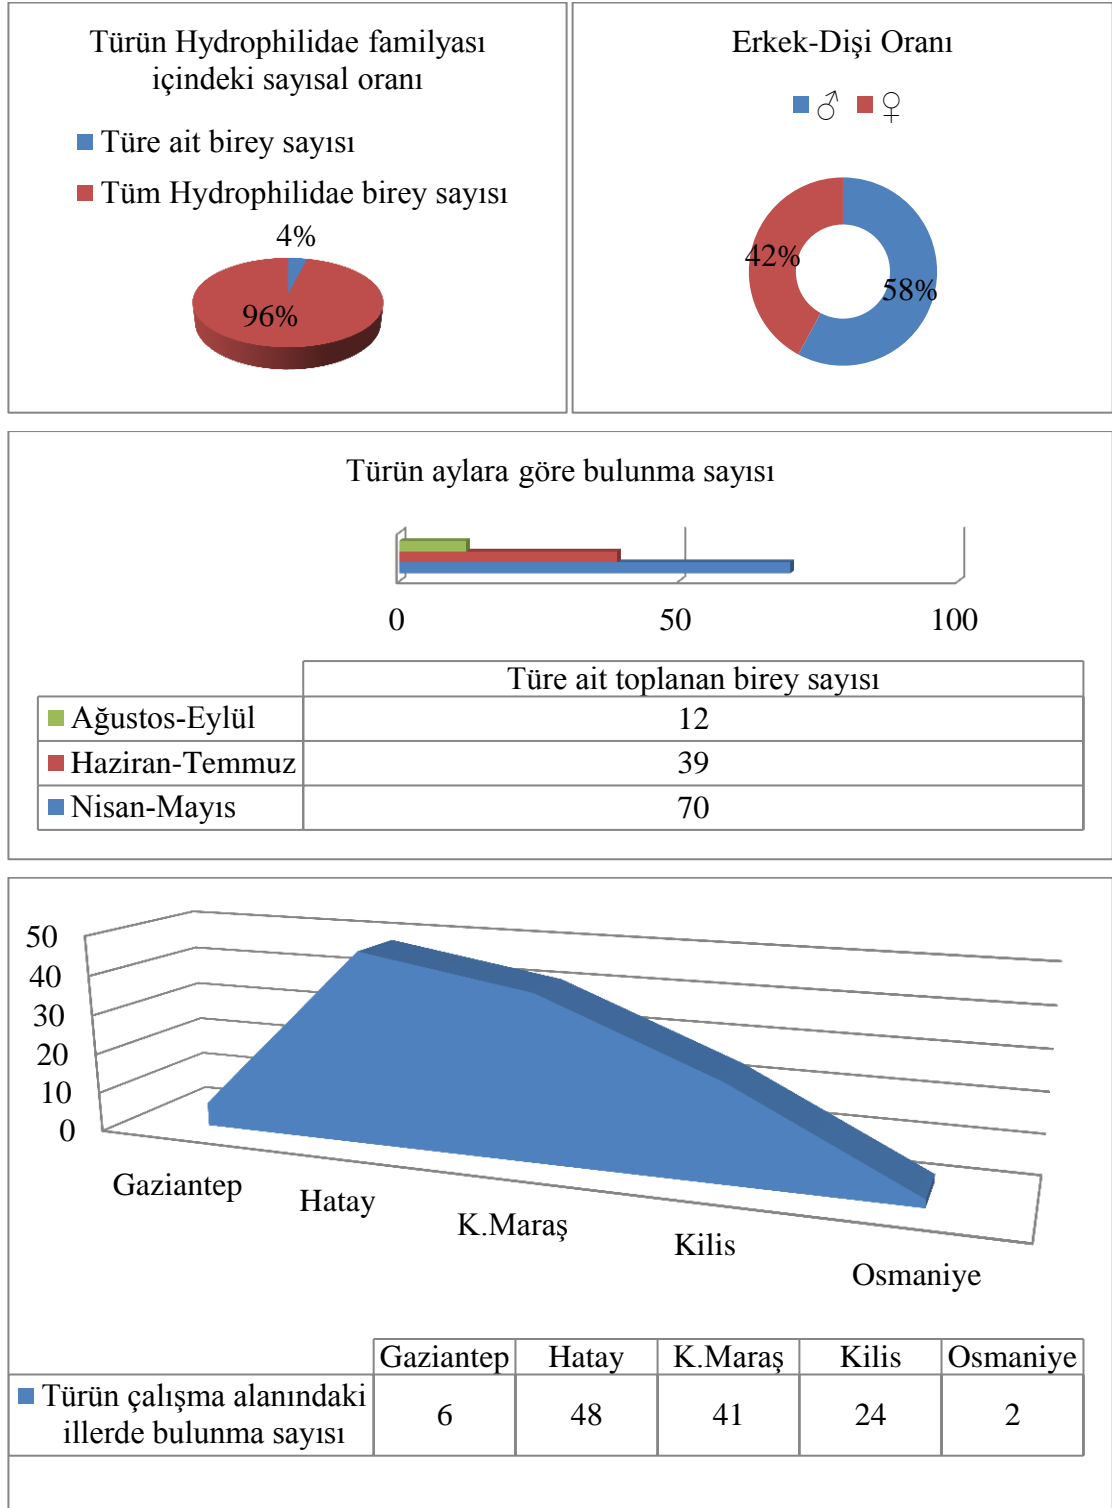 Türün Hydrophilidae familyası
içindeki sayısal oranı
Türe ait birey sayısı
Tüm Hydrophilidae birey sayısı
4%
96%
Erkek-Dişi Oranı
♂ ♀
42%
58%
Türün aylara göre bulunma sayısı
0 50 100
Türe ait toplanan birey sayısı
Ağustos-Eylül 12
Haziran-Temmuz 39
Nisan-Mayıs 70
50
40
30
20
10
0
Gaziantep
Hatay
K.Maraş
Kilis
Osmaniye
Gaziantep Hatay K.Maraş Kilis Osmaniye
Türün çalışma alanındaki
illerde bulunma sayısı
6 48 41 24 2